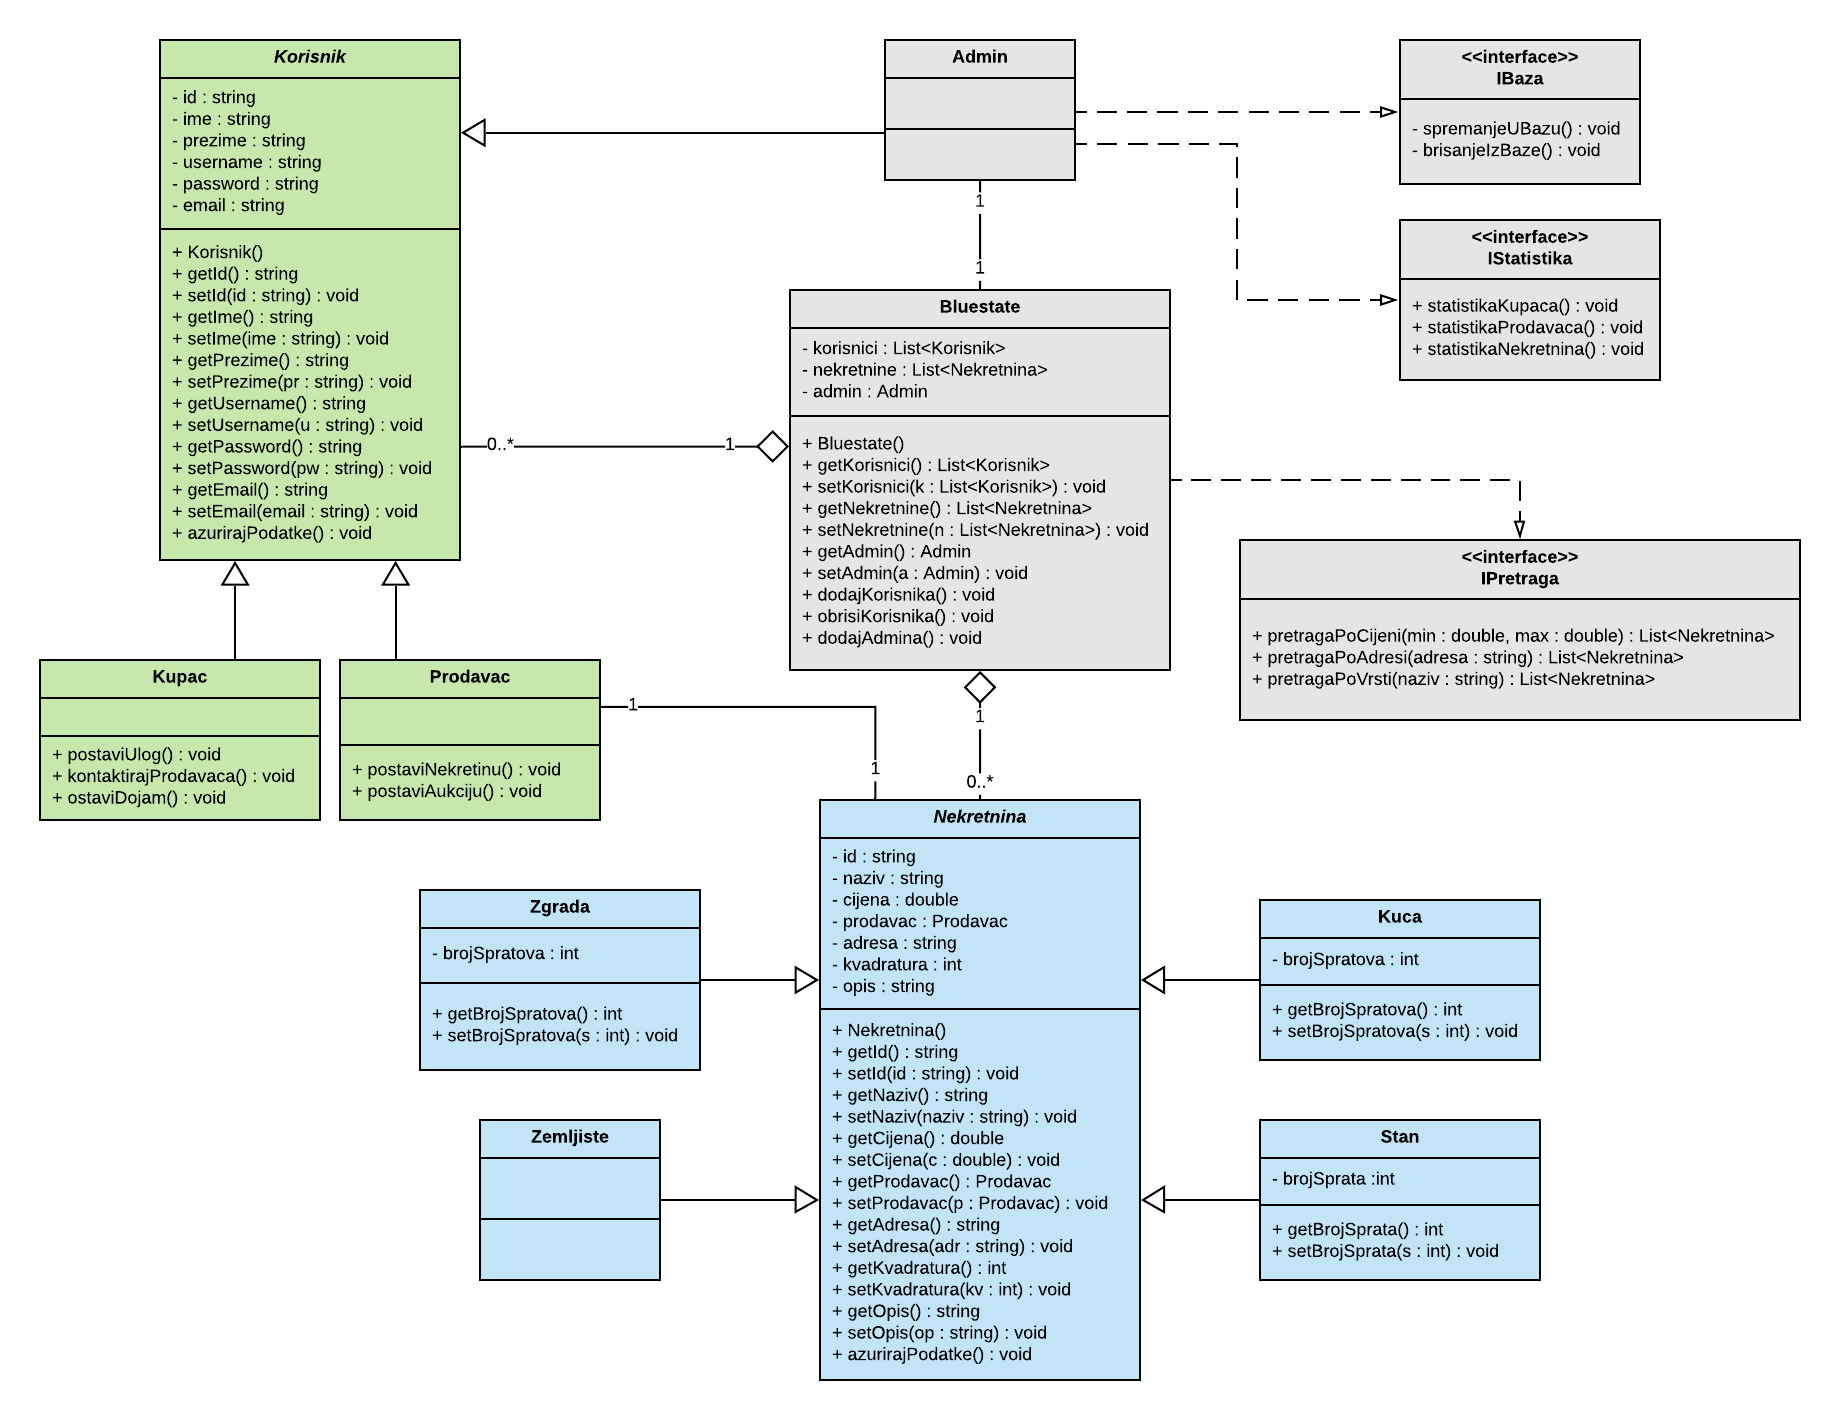 Korisnik
- id : string
- ime : string
- prezime : string
- username : string
- password : string
- email : string
+ Korisnik()
+ getId() : string
+ setId(id : string) : void
+ getIme() : string
+ setIme(ime : string) : void
+ getPrezime() : string
+ setPrezime(pr : string) : void
+ getUsername() : string
+ setUsername(u : string) : void
+ getPassword() : string
+ setPassword(pw : string) : void
+ getEmail() : string
+ setEmail(email : string) : void
+ azurirajPodatke() : void
Admin
<<interface>>
IBaza
- spremanjeUBazu() : void
- brisanjeIzBaze() : void
<<interface>>
IStatistika
+ statistikaKupaca() : void
+ statistikaProdavaca() : void
+ statistikaNekretnina() : void
1
1
Bluestate
- korisnici : List<Korisnik>
- nekretnine : List<Nekretnina>
- admin : Admin
+ Bluestate()
+ getKorisnici() : List<Korisnik>
+ setKorisnici(k : List<Korisnik>) : void
+ getNekretnine() : List<Nekretnina>
+ setNekretnine(n : List<Nekretnina>) : void
+ getAdmin() : Admin
+ setAdmin(a : Admin) : void
+ dodajKorisnika() : void
+ obrisiKorisnika() : void
+ dodajAdmina() : void
0..*
1
<<interface>>
IPretraga
+ pretragaPoCijeni(min : double, max : double) : List<Nekretnina>
+ pretragaPoAdresi(adresa : string) : List<Nekretnina>
+ pretragaPoVrsti(naziv : string) : List<Nekretnina>
Kupac
+ postaviUlog() : void
+ kontaktirajProdavaca() : void
+ ostaviDojam() : void
Prodavac
+ postaviNekretinu() : void
+ postaviAukciju() : void
1
1
1
0..*
Nekretnina
- id : string
- naziv : string
- cijena : double
- prodavac : Prodavac
- adresa : string
- kvadratura : int
- opis : string
+ Nekretnina()
+ getId() : string
+ setId(id : string) : void
+ getNaziv() : string
+ setNaziv(naziv : string) : void
+ getCijena() : double
+ setCijena(c : double) : void
+ getProdavac() : Prodavac
+ setProdavac(p : Prodavac) : void
+ getAdresa() : string
+ setAdresa(adr : string) : void
+ getKvadratura() : int
+ setKvadratura(kv : int) : void
+ getOpis() : string
+ setOpis(op : string) : void
+ azurirajPodatke() : void
Zgrada
- brojSpratova : int
+ getBrojSpratova() : int
+ setBrojSpratova(s : int) : void
Kuca
- brojSpratova : int
+ getBrojSpratova() : int
+ setBrojSpratova(s : int) : void
Zemljiste
Stan
- brojSprata :int
+ getBrojSprata() : int
+ setBrojSprata(s : int) : void